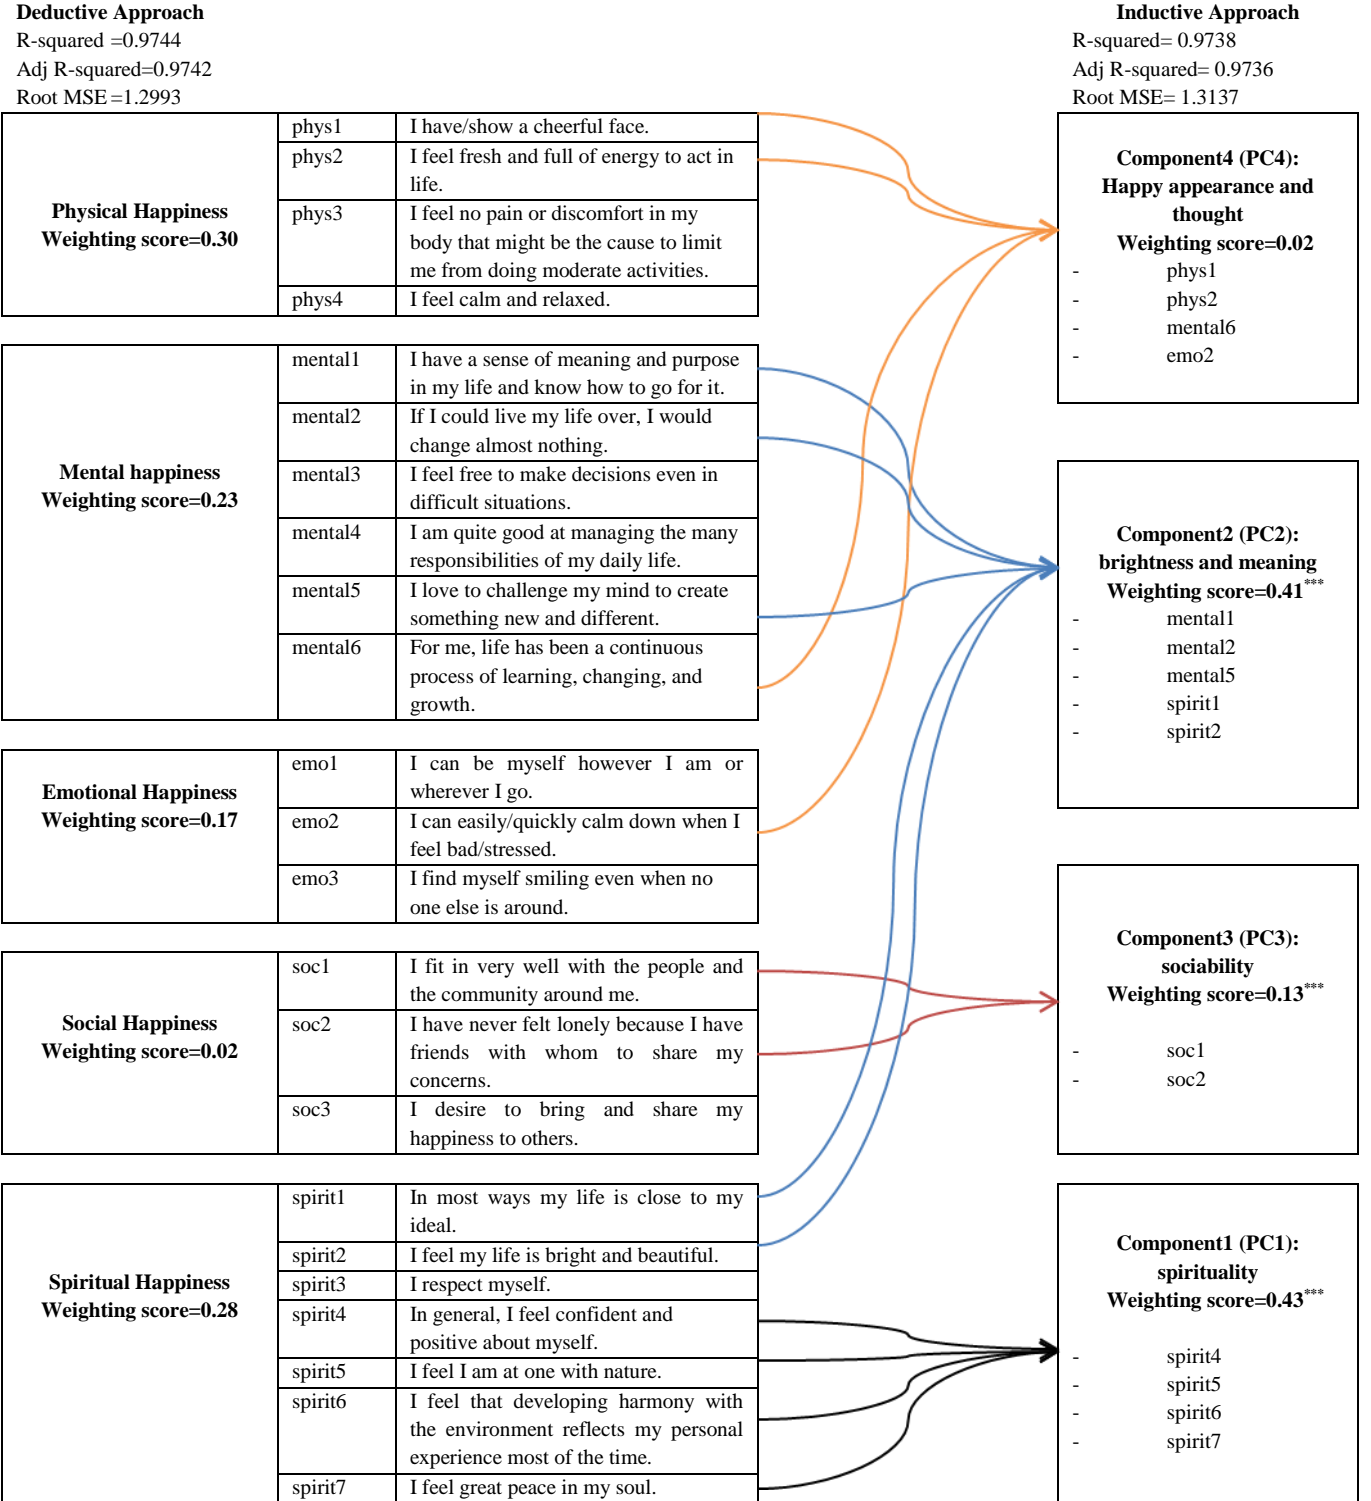 Deductive Approach
R-squared =0.9744
Adj R-squared=0.9742
Root MSE =1.2993
Physical Happiness
Weighting score=0.30
phys1
I have/show a cheerful face.
phys2
I feel fresh and full of energy to act in
life.
phys3
I feel no pain or discomfort in my
body that might be the cause to limit
me from doing moderate activities.
phys4
I feel calm and relaxed.
Mental happiness
Weighting score=0.23
mental1
I have a sense of meaning and purpose
in my life and know how to go for it.
mental2
If I could live my life over, I would
change almost nothing.
mental3
I feel free to make decisions even in
difficult situations.
mental4
I am quite good at managing the many
responsibilities of my daily life.
mental5
I love to challenge my mind to create
something new and different.
mental6
For me, life has been a continuous
process of learning, changing, and
growth.
Emotional Happiness
Weighting score=0.17
emo1
I can be myself however I am or
wherever I go.
emo2
I can easily/quickly calm down when I
feel bad/stressed.
emo3
I find myself smiling even when no
one else is around.
Social Happiness
Weighting score=0.02
soc1
I fit in very well with the people and
the community around me.
soc2
I have never felt lonely because I have
friends with whom to share my
concerns.
soc3
I desire to bring and share my
happiness to others.
Spiritual Happiness
Weighting score=0.28
spirit1
In most ways my life is close to my
ideal.
spirit2
I feel my life is bright and beautiful.
spirit3
I respect myself.
spirit4
In general, I feel confident and
positive about myself.
spirit5
I feel I am at one with nature.
spirit6
I feel that developing harmony with
the environment reflects my personal
experience most of the time.
spirit7
I feel great peace in my soul.
Inductive Approach
R-squared= 0.9738
Adj R-squared= 0.9736
Root MSE= 1.3137
Component4 (PC4):
Happy appearance and
thought
Weighting score=0.02
- phys1
- phys2
- mental6
- emo2
Component2 (PC2):
brightness and meaning
Weighting score=0.41***
- mental1
- mental2
- mental5
- spirit1
- spirit2
Component3 (PC3):
sociability
Weighting score=0.13***
- soc1
- soc2
Component1 (PC1):
spirituality
Weighting score=0.43***
- spirit4
- spirit5
- spirit6
- spirit7